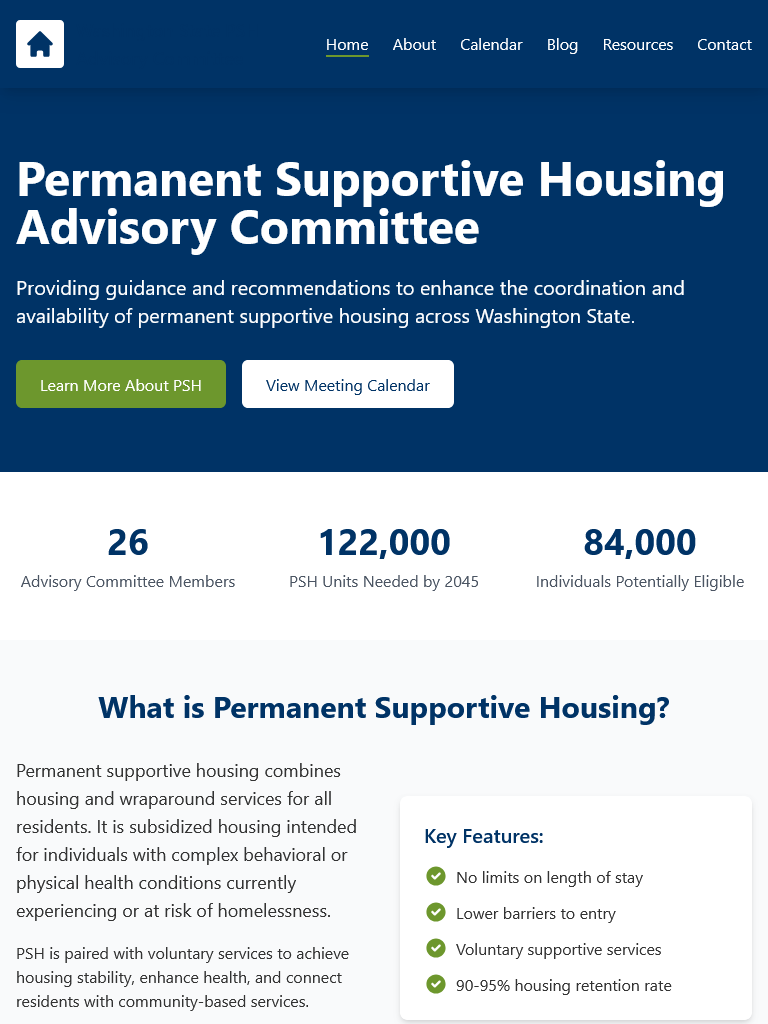 Home About Calendar Blog Resources Contact
Permanent Supportive Housing
Advisory Committee
Providing guidance and recommendations to enhance the coordination and
availability of permanent supportive housing across Washington State.
Learn More About PSH
View Meeting Calendar
26
Advisory Committee Members
122,000
PSH Units Needed by 2045
84,000
Individuals Potentially Eligible
What is Permanent Supportive Housing?
Permanent supportive housing combines
housing and wraparound services for all
residents. It is subsidized housing intended
for individuals with complex behavioral or
physical health conditions currently
experiencing or at risk of homelessness.
PSH is paired with voluntary services to achieve
housing stability, enhance health, and connect
residents with community-based services.
Key Features:
No limits on length of stay
Lower barriers to entry
Voluntary supportive services
90-95% housing retention rate